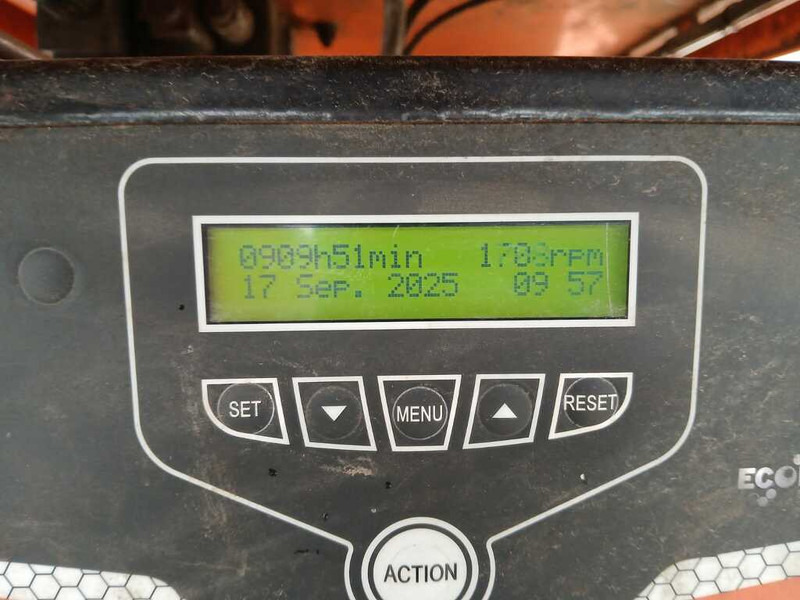 0909h51min
17 Sep. 2025 09 57
SET
MENU
RESET
ACTION